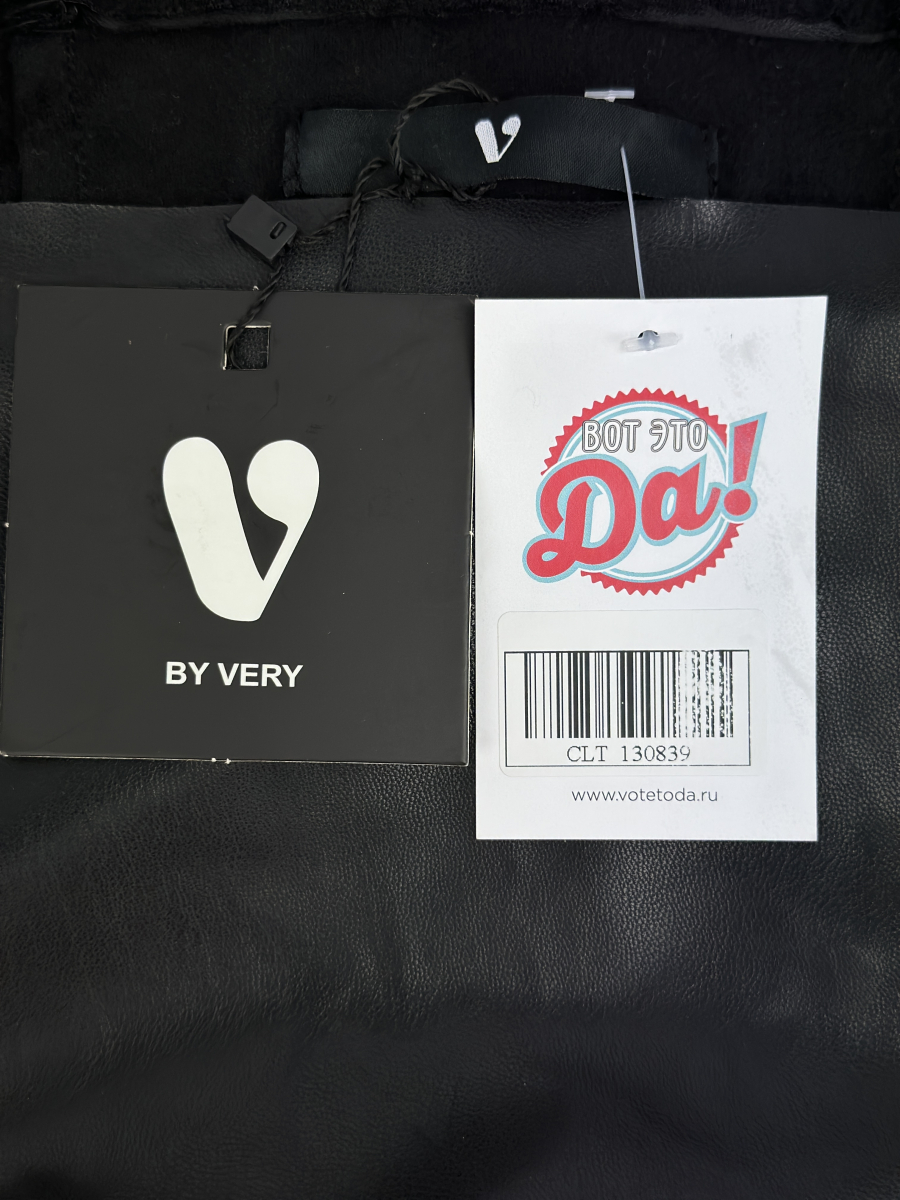 V
V
BY VERY
ВОТ ЭТО
Да!
CLT 130839
www.votetoda.ru